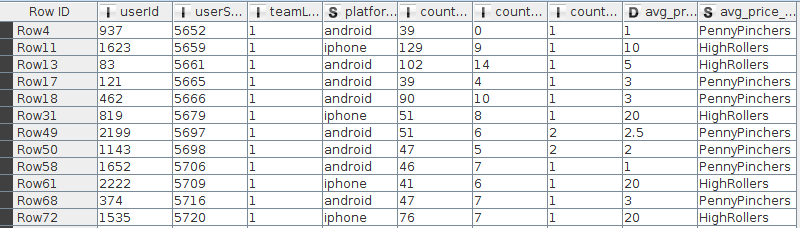 Row ID I userId I userS... I teamL... S platfor... I count... I count... I count... D avg_pr... S avg_price_...
Row4 937 5652 1 android 39 0 1 1 PennyPinchers
Row11 1623 5659 1 iphone 129 9 1 10 HighRollers
Row13 83 5661 1 android 102 14 1 5 HighRollers
Row17 121 5665 1 android 39 4 1 3 PennyPinchers
Row18 462 5666 1 android 90 10 1 3 PennyPinchers
Row31 819 5679 1 iphone 51 8 1 20 HighRollers
Row49 2199 5697 1 android 51 6 2 2.5 PennyPinchers
Row50 1143 5698 1 android 47 5 2 2 PennyPinchers
Row58 1652 5706 1 android 46 7 1 1 PennyPinchers
Row61 2222 5709 1 iphone 41 6 1 20 HighRollers
Row68 374 5716 1 android 47 7 1 3 PennyPinchers
Row72 1535 5720 1 iphone 76 7 1 20 HighRollers